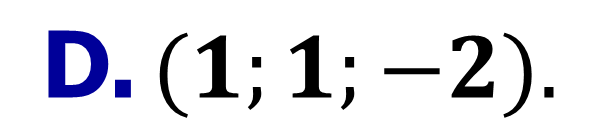 D. (1; 1; −2).